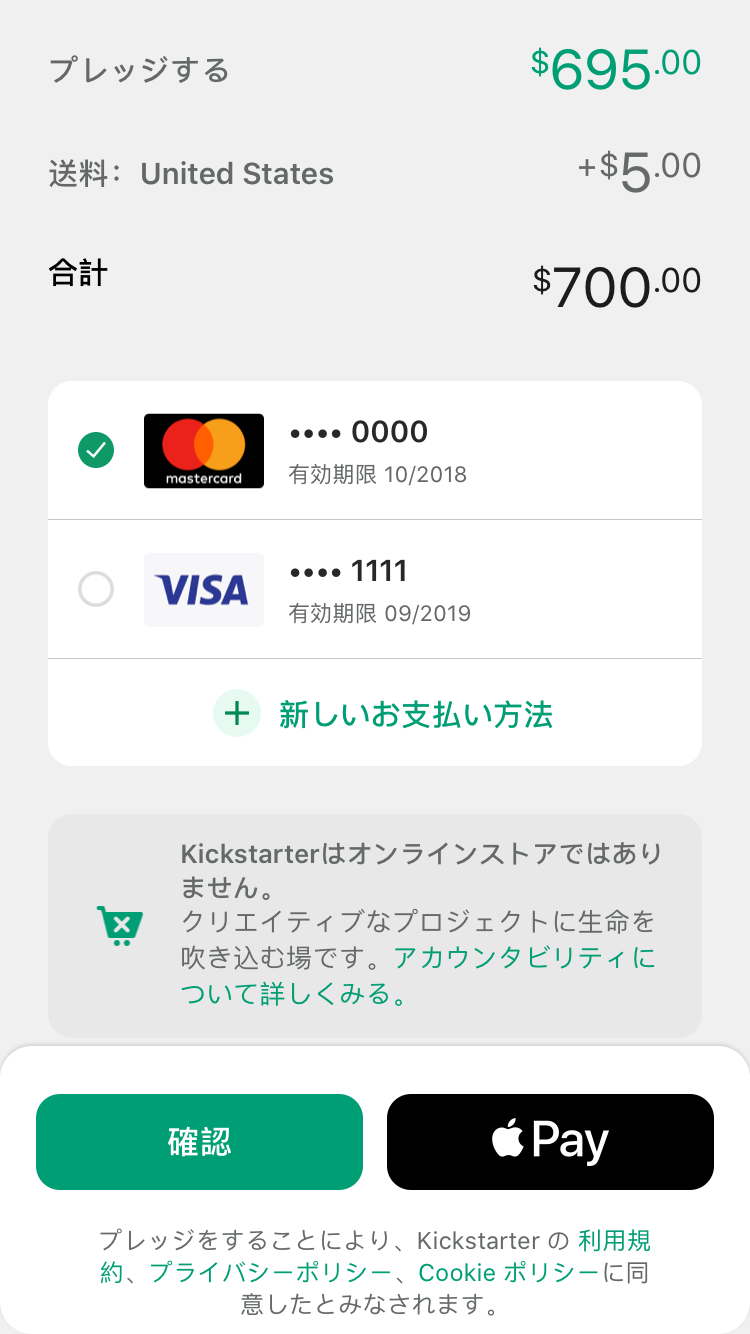 プレッジする $695.00
送料： United States +$5.00
合計 $700.00
mastercard
•••• 0000
有効期限 10/2018
VISA
•••• 1111
有効期限 09/2019
+ 新しいお支払い方法
Kickstarterはオンラインストアではあり
ません。
クリエイティブなプロジェクトに生命を
吹き込む場です。アカウンタビリティに
ついて詳しくみる。
確認
Pay
プレッジをすることにより、Kickstarter の 利用規
約、プライバシーポリシー、Cookie ポリシーに同
意したとみなされます。